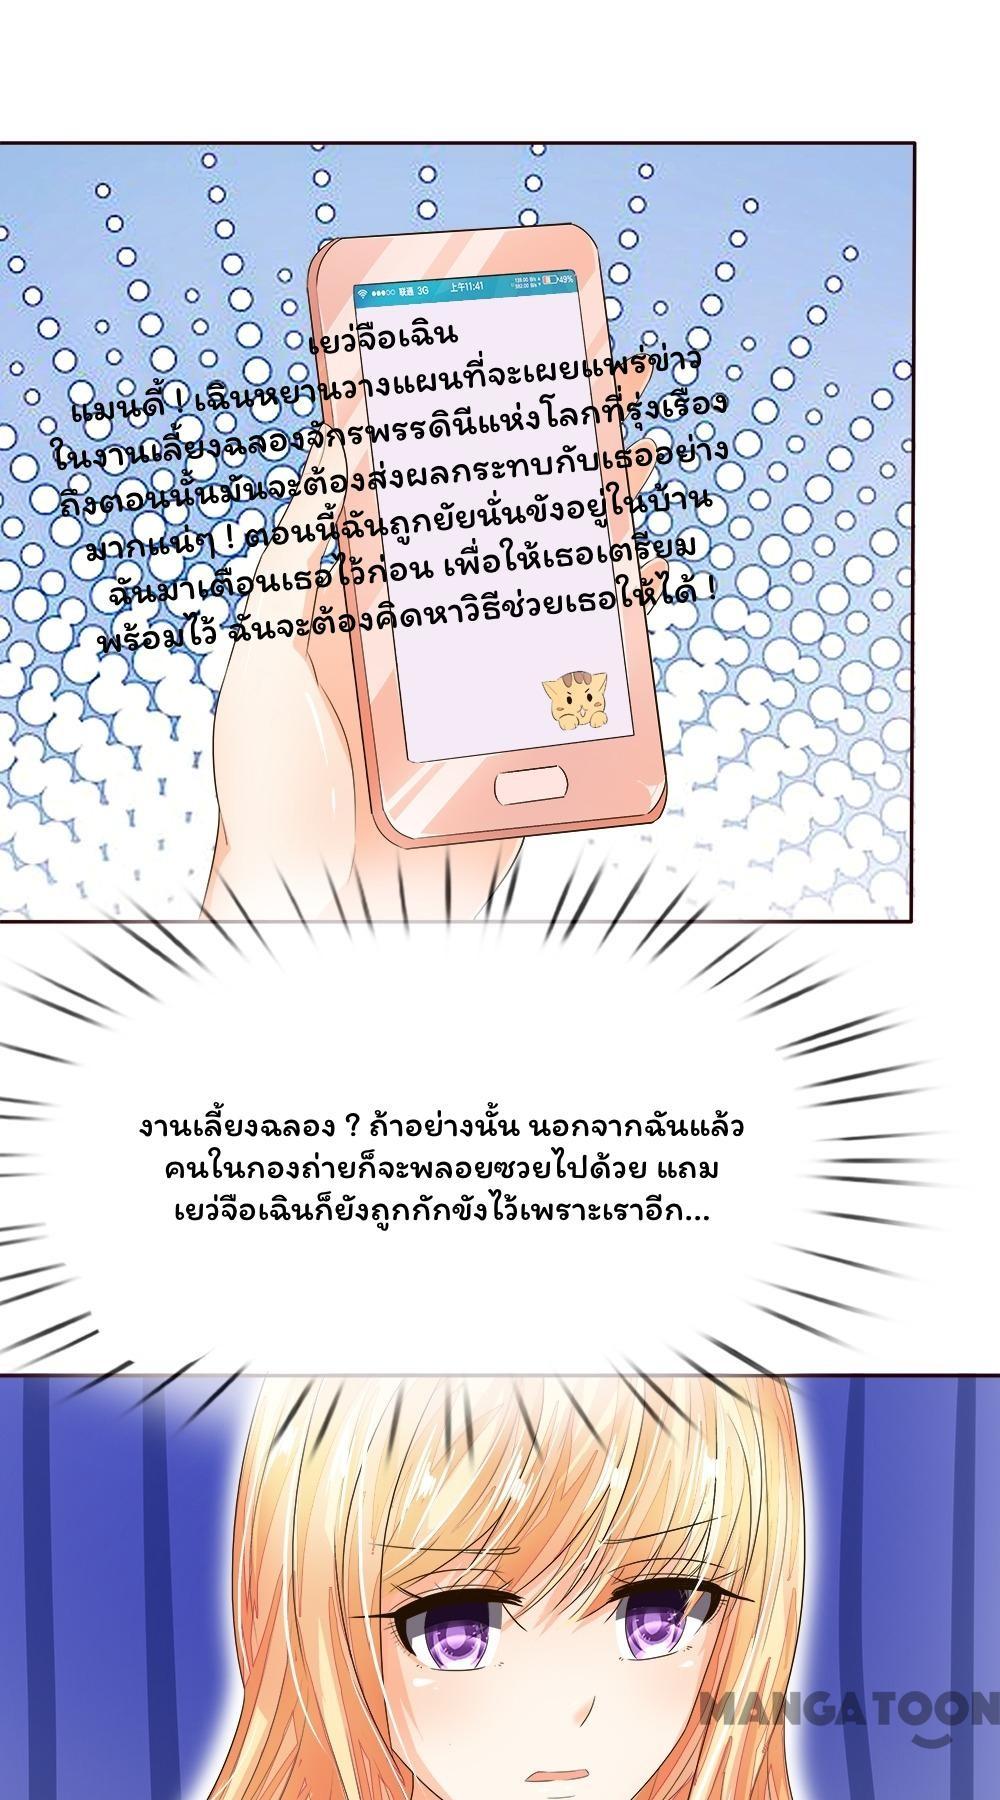 联通 3G 上午11:41 49%
เยว่จือเฉิน
แมนดี้ ! เฉินหยานวางแผนที่จะเผยแพร่ข่าว
ในงานเลี้ยงฉลองจักรพรรดินีแห่งโลกที่รุ่งเรือง
ถึงตอนนั้นมันจะต้องส่งผลกระทบกับเธออย่าง
มากแน่ๆ ! ตอนนี้ฉันถูกยัยนั่นขังอยู่ในบ้าน
ฉันมาเตือนเธอไว้ก่อน เพื่อให้เธอเตรียม
พร้อมไว้ ฉันจะต้องคิดหาวิธีช่วยเธอให้ได้ !
งานเลี้ยงฉลอง ? ถ้าอย่างนั้น นอกจากฉันแล้ว
คนในกองถ่ายก็จะพลอยซวยไปด้วย แถม
เยว่จือเฉินก็ยังถูกกักขังไว้เพราะเราอีก...
MANGATOON